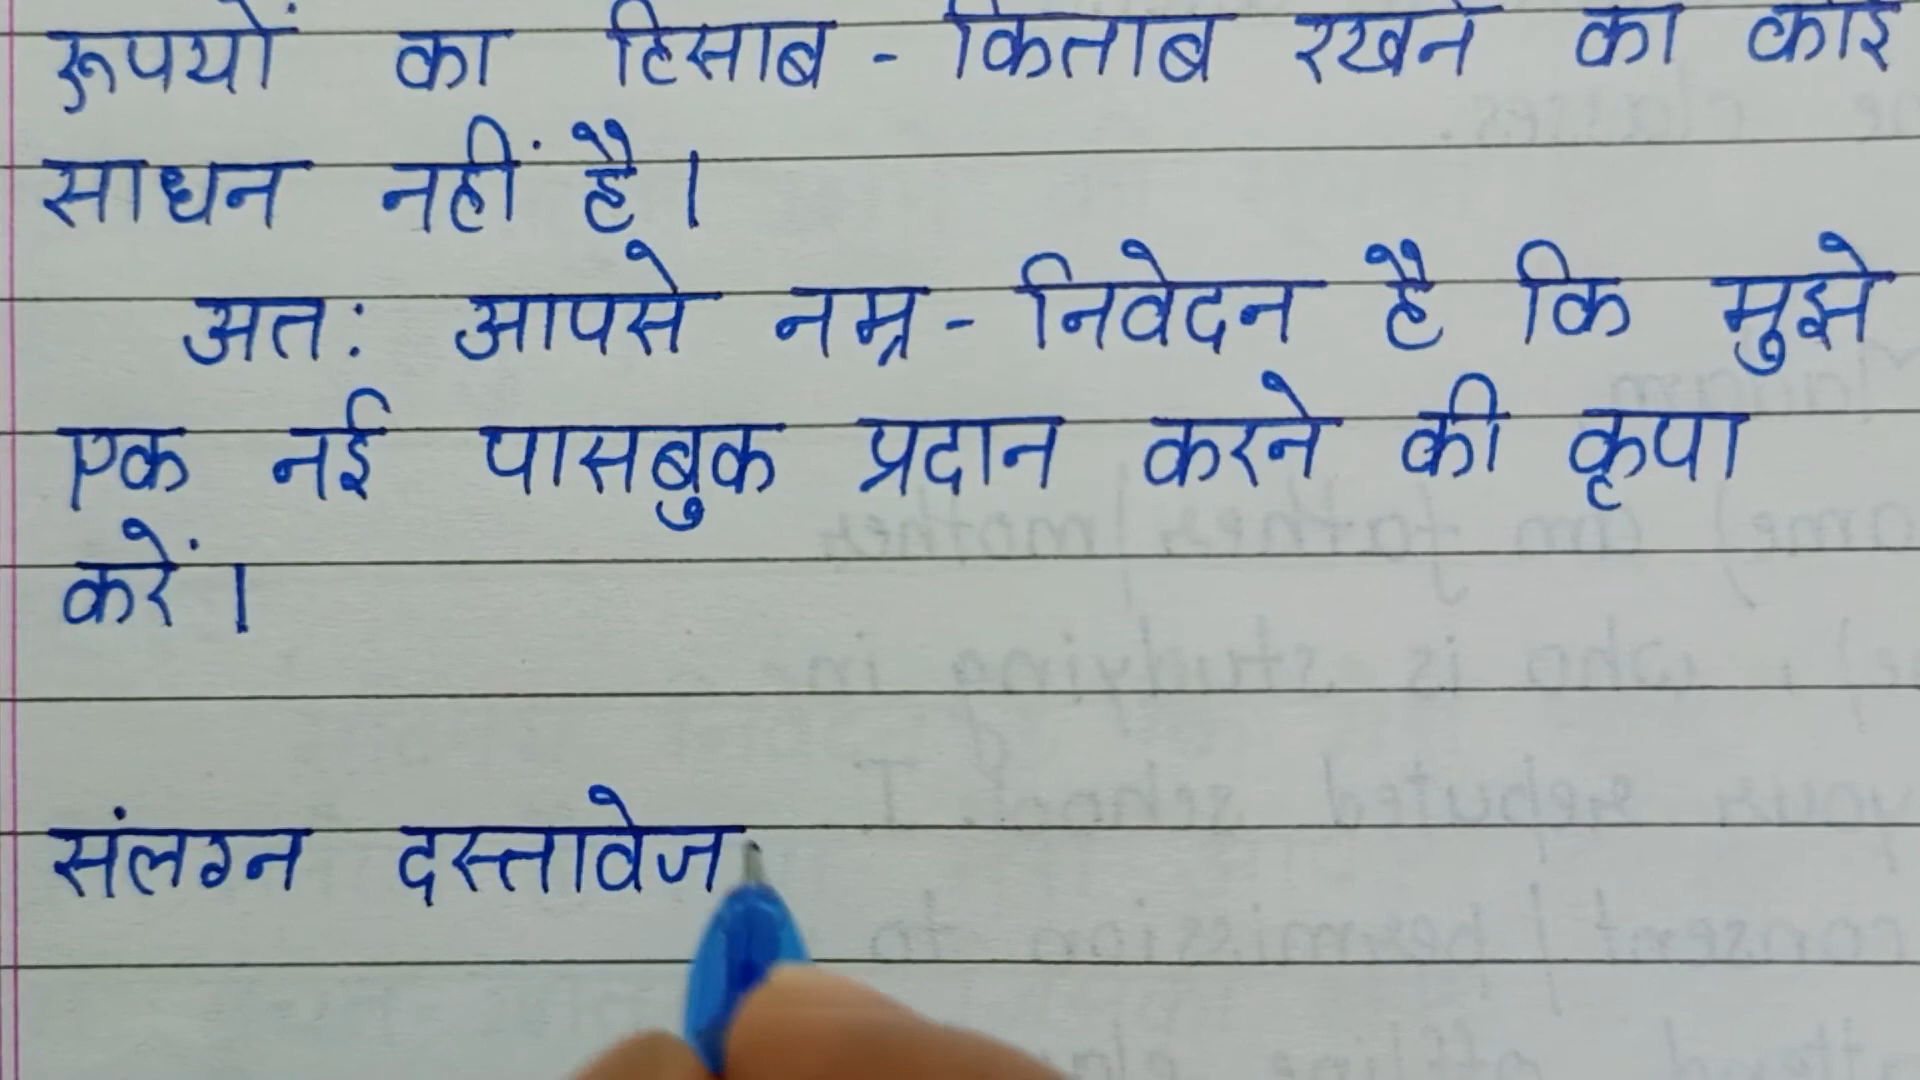 रूपयों का हिसाब - किताब रखने का कोई
साधन नहीं है।
अत: आपसे नम्र - निवेदन है कि मुझे
एक नई पासबुक प्रदान करने की कृपा
करें।
संलग्न दस्तावेज